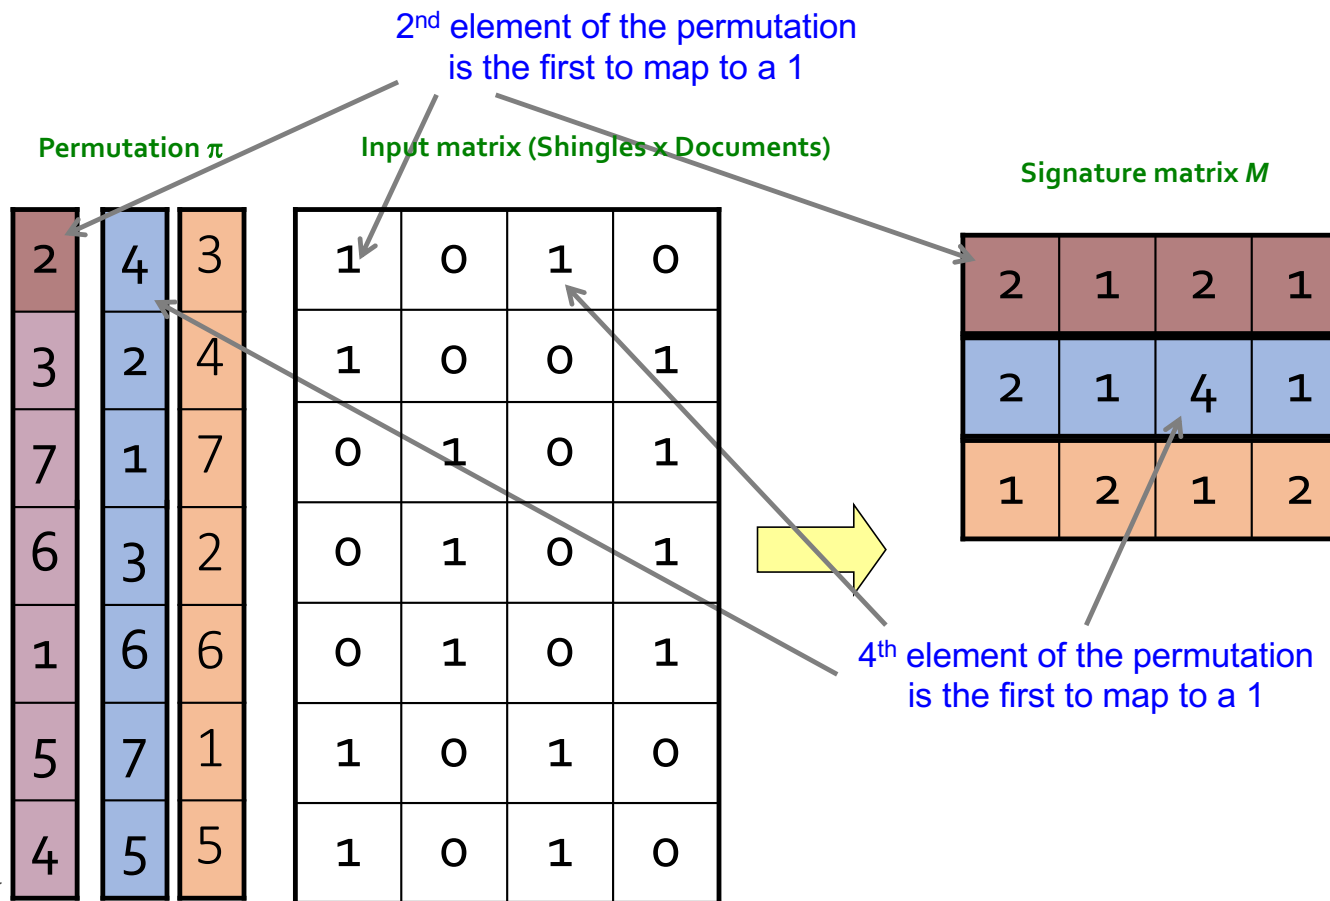 2nd element of the permutation
is the first to map to a 1
Permutation π
Input matrix (Shingles x Documents)
Signature matrix M
2 4 3 1 0 1 0
3 2 4 1 0 0 1
7 1 7 0 1 0 1
6 3 2 0 1 0 1
1 6 6 0 1 0 1
5 7 1 1 0 1 0
4 5 5 1 0 1 0
2 1 2 1
2 1 4 1
1 2 1 2
4th element of the permutation
is the first to map to a 1